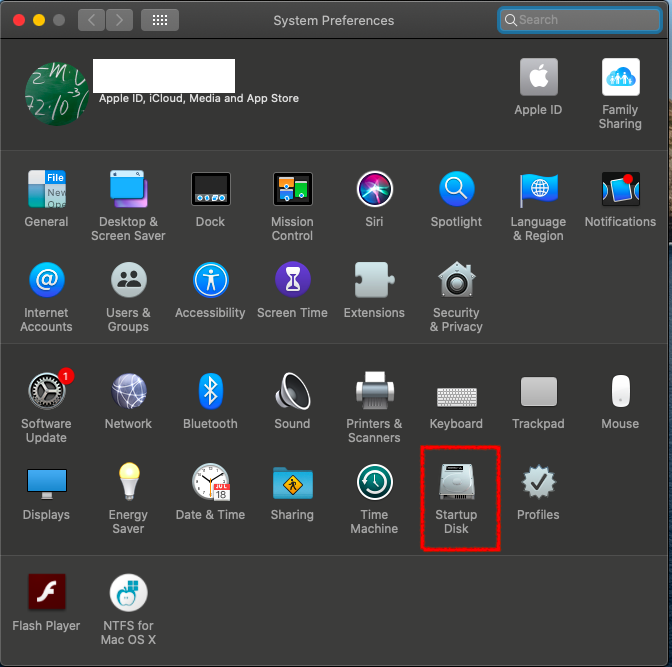 System Preferences
Search
Apple ID, iCloud, Media and App Store
Apple ID
Family
Sharing
File
New
Ope
General
Desktop &
Screen Saver
Dock
Mission
Control
Siri
Spotlight
Language
& Region
Notifications
@
Internet
Accounts
Users &
Groups
Accessibility
Screen Time
Extensions
Security
& Privacy
1
Software
Update
Network
Bluetooth
Sound
Printers &
Scanners
Keyboard
Trackpad
Mouse
JUL
18
Displays
Energy
Saver
Date & Time
Sharing
Time
Machine
Startup
Disk
Profiles
Flash Player
NTFS for
Mac OS X